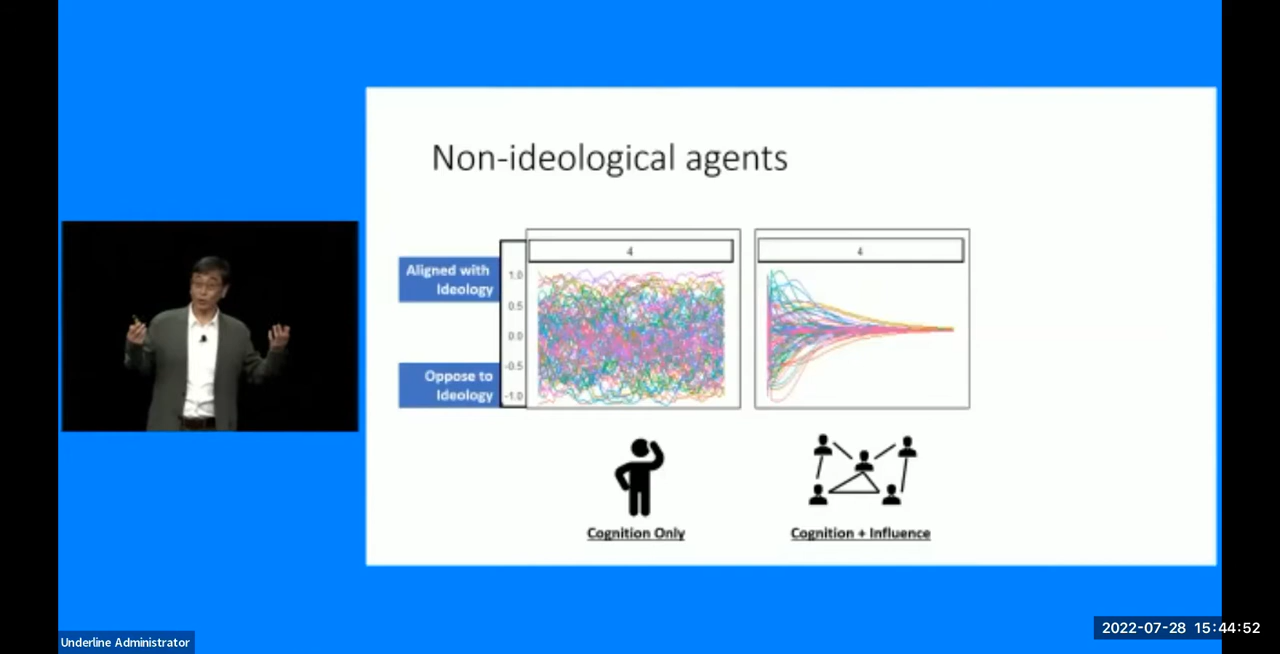 Non-ideological agents
4
4
Aligned with
Ideology
1.0
0.5
0.0
-0.5
-1.0
Oppose to
Ideology
Cognition Only
Cognition + Influence
Underline Administrator
2022-07-28 15:44:52